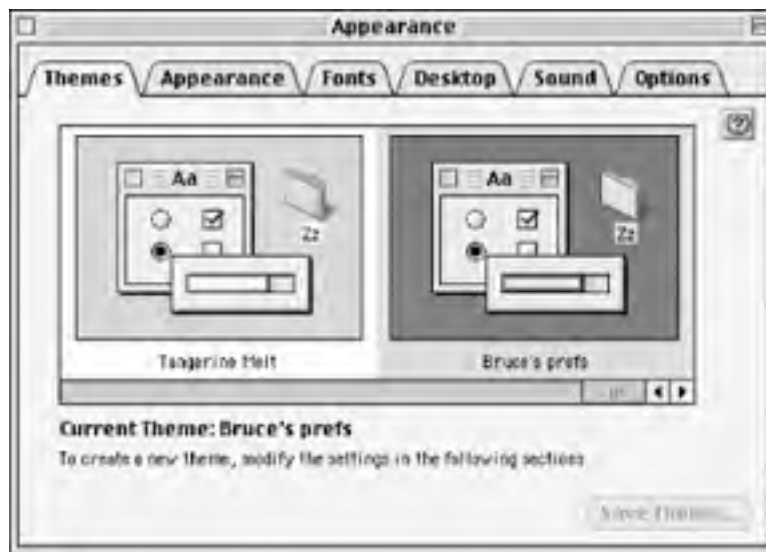 Appearance
Themes Appearance Fonts Desktop Sound Options
?
Aa Aa
Zz Zz
Tangerine Melt Bruce's prefs
Current Theme: Bruce's prefs
To create a new theme, modify the settings in the following sections
Save Theme...